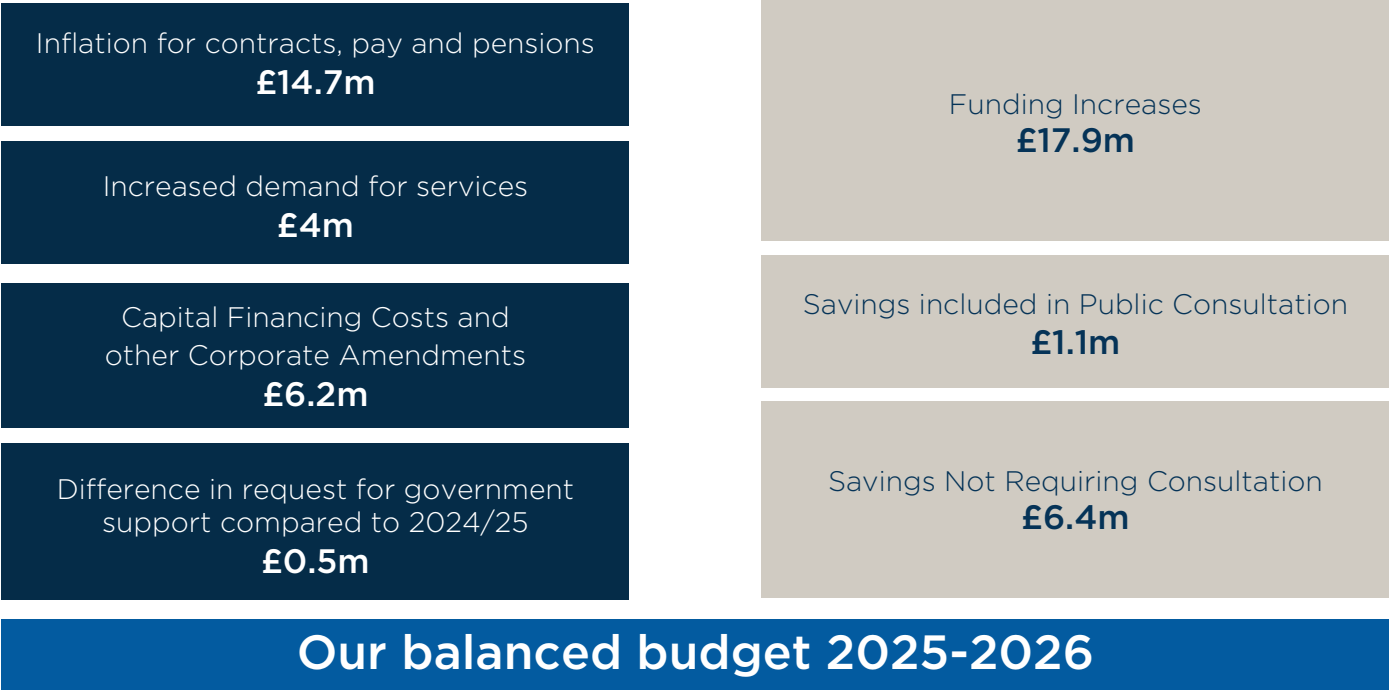 Inflation for contracts, pay and pensions
£14.7m
Increased demand for services
£4m
Capital Financing Costs and
other Corporate Amendments
£6.2m
Difference in request for government
support compared to 2024/25
£0.5m
Funding Increases
£17.9m
Savings included in Public Consultation
£1.1m
Savings Not Requiring Consultation
£6.4m
Our balanced budget 2025-2026